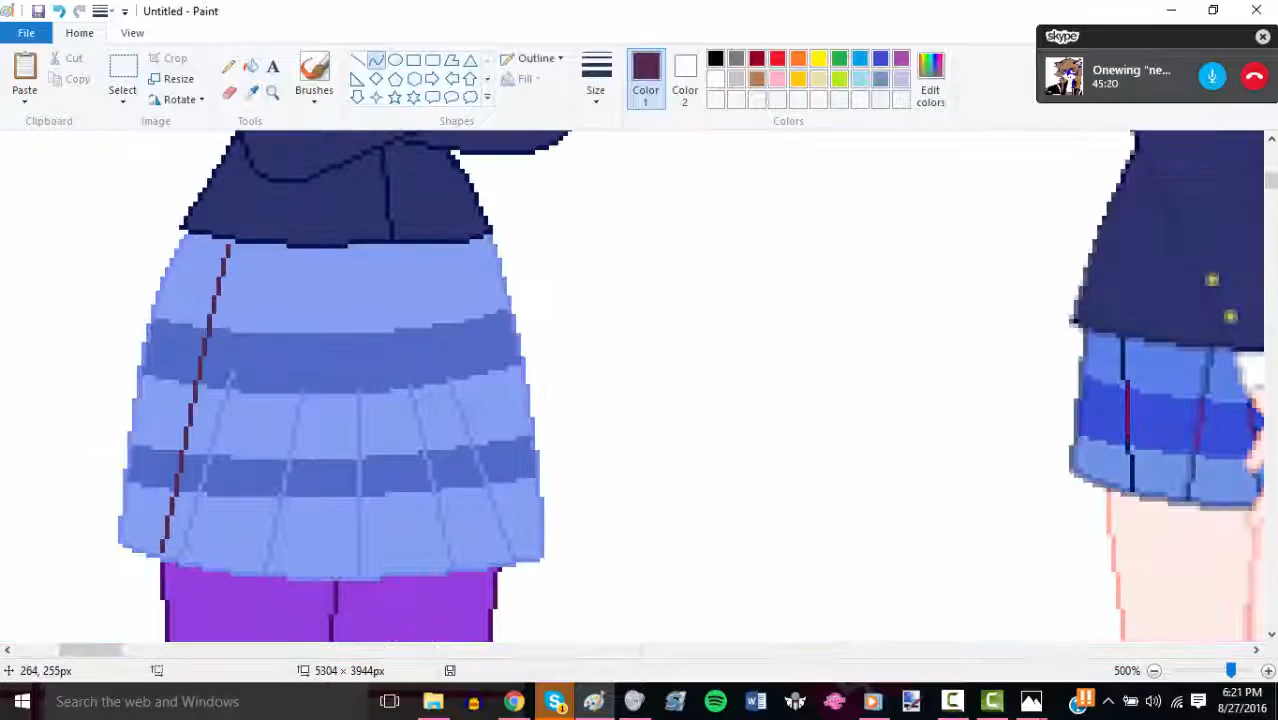 Untitled - Paint
File
Home
View
Cut
Copy
Paste
Clipboard
Crop
Resize
Rotate
Select
Image
A
Tools
Brushes
Outline
Fill
Shapes
Size
Color 1
Color 2
Colors
Edit colors
skype
Onewing "ne...
45:20
264, 255px
5304 × 3944px
500%
Search the web and Windows
6:21 PM
8/27/2016